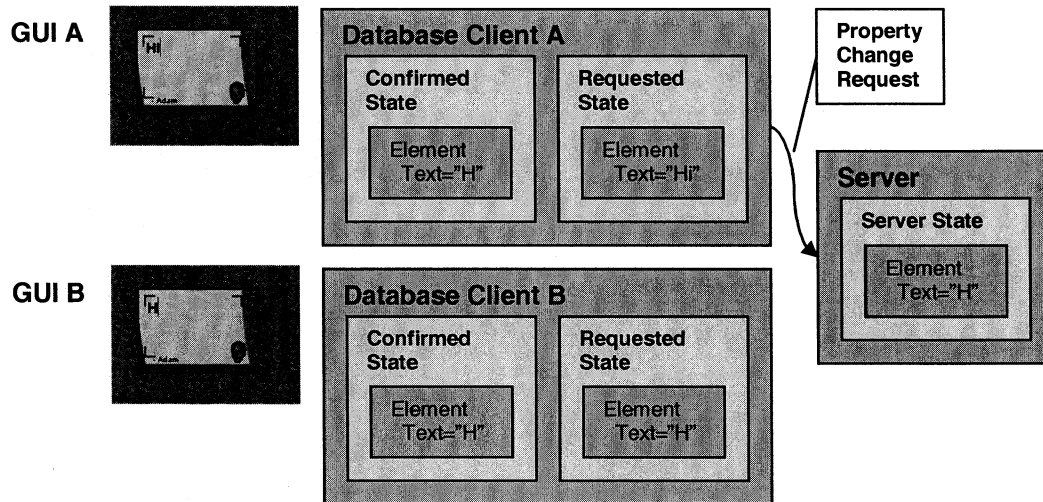 GUI A
Hi
Adam
Database Client A
Confirmed
State
Element
Text="H"
Requested
State
Element
Text="Hi"
Property
Change
Request
Server
Server State
Element
Text="H"
GUI B
H
Adam
Database Client B
Confirmed
State
Element
Text="H"
Requested
State
Element
Text="H"